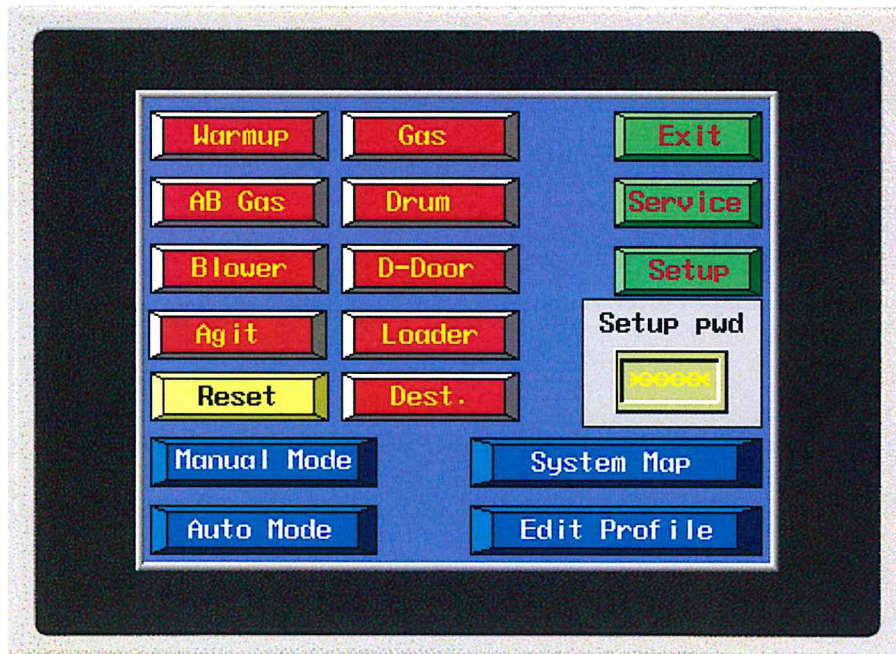 Warmup
Gas
Exit
AB Gas
Drum
Service
Blower
D-Door
Setup
Agit
Loader
Setup pwd
Reset
Dest.
Manual Mode
System Map
Auto Mode
Edit Profile